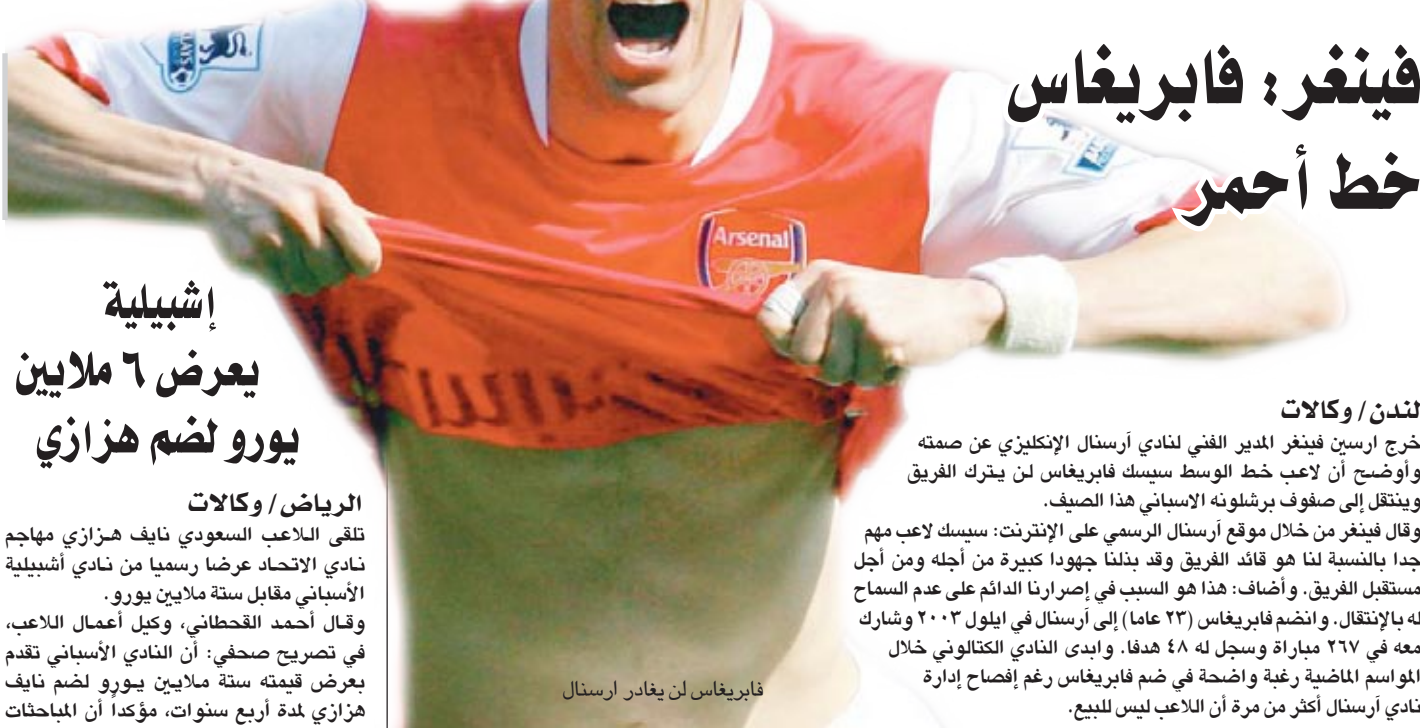 فينغر: فابريغاس
خط أحمر
لندن/ وكالات
خرج ارسين فينغر المدير الفني لنادي آرسنال الإنكليزي عن صمته
وأوضح أن لاعب خط الوسط سيسك فابريغاس لن يترك الفريق
وينتقل إلى صفوف برشلونه الاسباني هذا الصيف.
وقال فينغر من خلال موقع آرسنال الرسمي على الإنترنت: سيسك لاعب مهم
جدا بالنسبة لنا هو قائد الفريق وقد بذلنا جهودا كبيرة من أجله ومن أجل
مستقبل الفريق. وأضاف: هذا هو السبب في إصرارنا الدائم على عدم السماح
له بالإنتقال. وانضم فابريغاس (٢٣ عاما) إلى آرسنال في ايلول ٢٠٠٣ وشارك
معه في ٢٦٧ مباراة وسجل له ٤٨ هدفا. وابدى النادي الكتالوني خلال
المواسم الماضية رغبة واضحة في ضم فابريغاس رغم إفصاح إدارة
نادي آرسنال أكثر من مرة أن اللاعب ليس للبيع.
Arsenal
فابريغاس لن يغادر ارسنال
إشبيلية
يعرض ٦ ملايين
يورو لضم هزازي
الرياض/ وكالات
تلقى اللاعب السعودي نايف هزازي مهاجم
نادي الاتحاد عرضا رسميا من نادي أشبيلية
الأسباني مقابل ستة ملايين يورو.
وقال أحمد القحطاني، وكيل أعمال اللاعب،
في تصريح صحفي: أن النادي الأسباني تقدم
بعرض قيمته ستة ملايين يورو لضم نايف
هزازي لمدة أربع سنوات، مؤكداً أن المباحثات